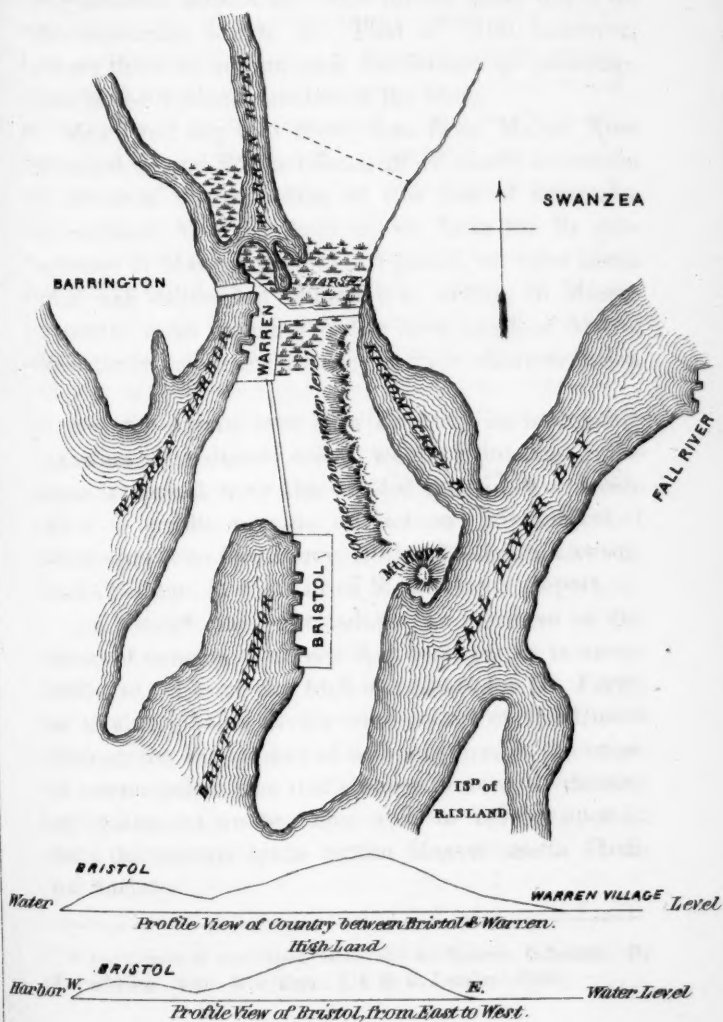 WARREN RIVER
SWANZEA
BARRINGTON
MARSH
WARREN
WARREN HARBOR
KICKOMUCKET R
FALL RIVER
200 feet above water level
FALL RIVER BAY
Mt. HOPE
BRISTOL
BRISTOL HARBOR
ISD. of
R. ISLAND
BRISTOL
WARREN VILLAGE
Water Level
Profile View of Country between Bristol & Warren.
High Land
BRISTOL
Harbor W. E. Water Level
Profile View of Bristol, from East to West.